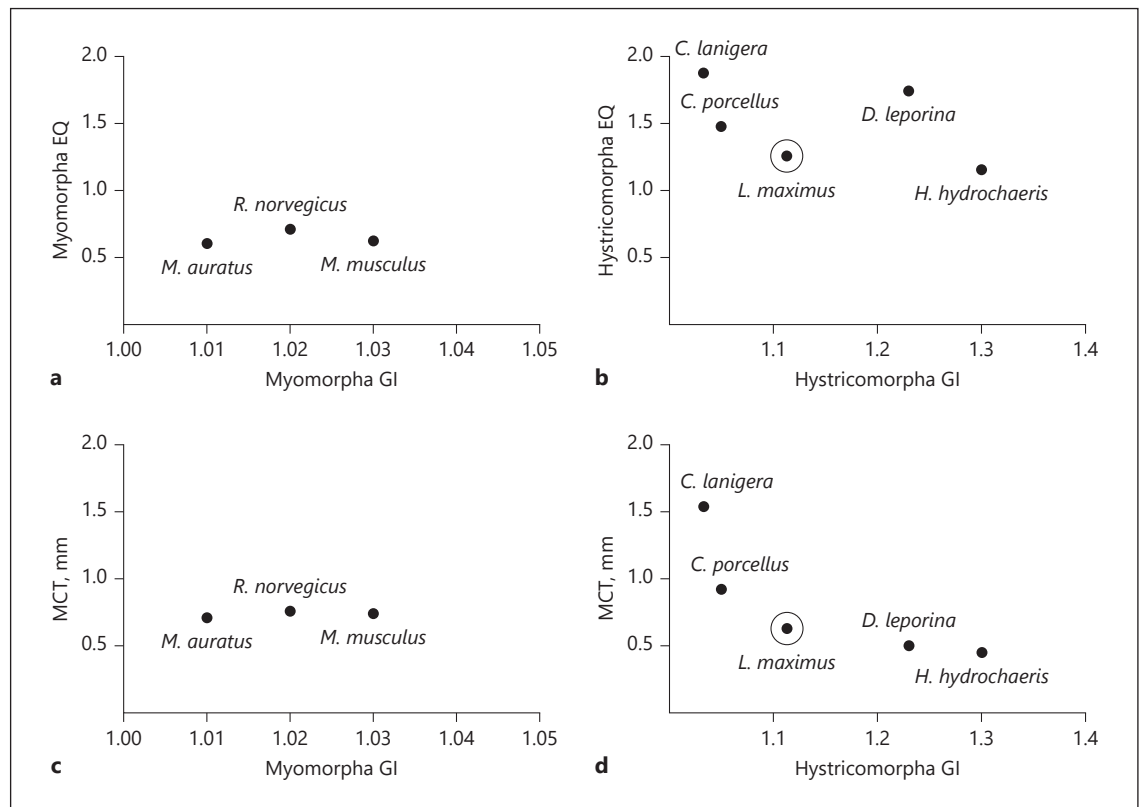 2.0
1.5
1.0
0.5
Myomorpha EQ
R. norvegicus
M. auratus
M. musculus
1.00 1.01 1.02 1.03 1.04 1.05
a
Myomorpha GI
2.0
1.5
1.0
0.5
Hystricomorpha EQ
C. lanigera
C. porcellus
D. leporina
L. maximus
H. hydrochaeris
1.1 1.2 1.3 1.4
b
Hystricomorpha GI
2.0
1.5
1.0
0.5
MCT, mm
R. norvegicus
M. auratus
M. musculus
1.00 1.01 1.02 1.03 1.04 1.05
c
Myomorpha GI
2.0
1.5
1.0
0.5
MCT, mm
C. lanigera
C. porcellus
D. leporina
L. maximus
H. hydrochaeris
1.1 1.2 1.3 1.4
d
Hystricomorpha GI